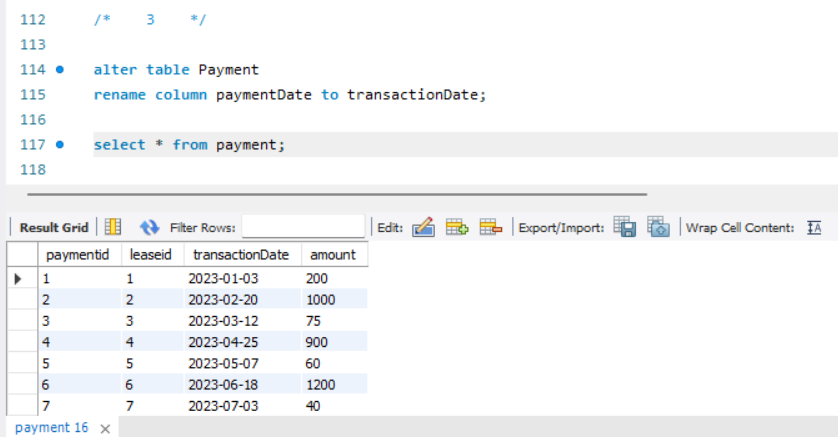 112 /* 3 */
113
114 alter table Payment
115 rename column paymentDate to transactionDate;
116
117 select * from payment;
118
Result Grid Filter Rows: Edit: Export/Import: Wrap Cell Content: IA
paymentid leaseid transactionDate amount
1 1 2023-01-03 200
2 2 2023-02-20 1000
3 3 2023-03-12 75
4 4 2023-04-25 900
5 5 2023-05-07 60
6 6 2023-06-18 1200
7 7 2023-07-03 40
payment 16 ×